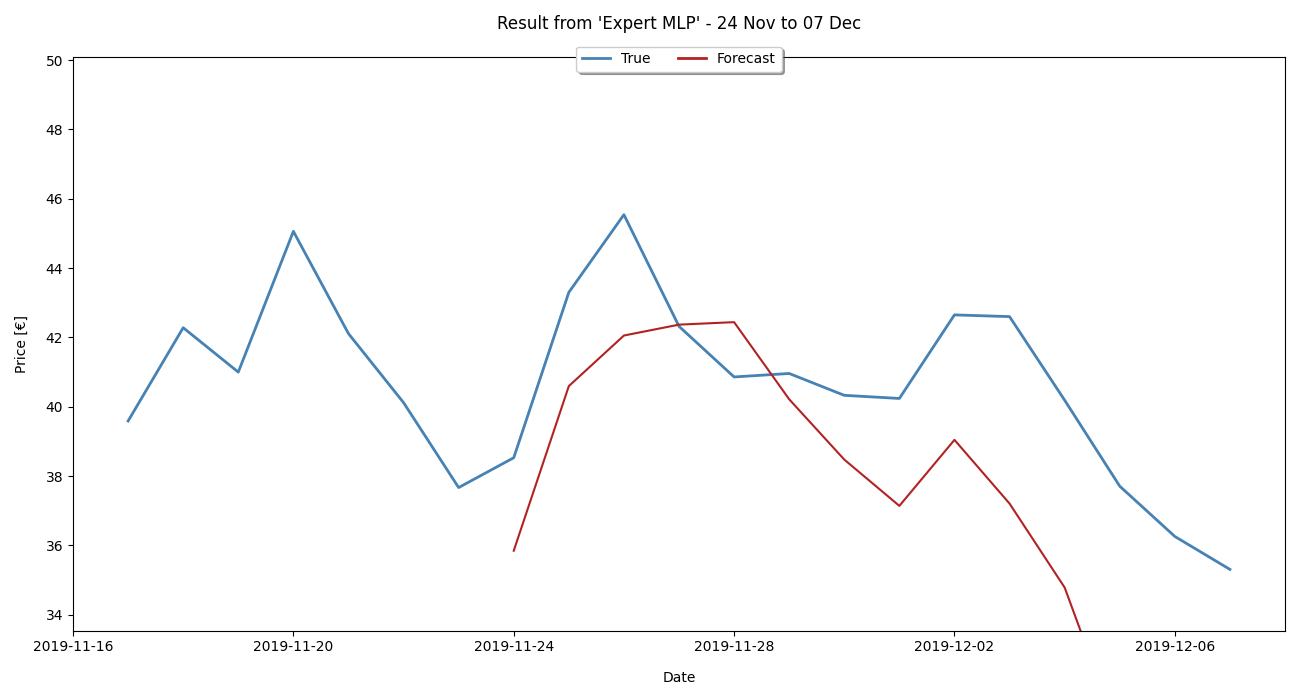 Result from 'Expert MLP' - 24 Nov to 07 Dec
True Forecast
50
48
46
44
42
40
38
36
34
Price [€]
2019-11-16 2019-11-20 2019-11-24 2019-11-28 2019-12-02 2019-12-06
Date